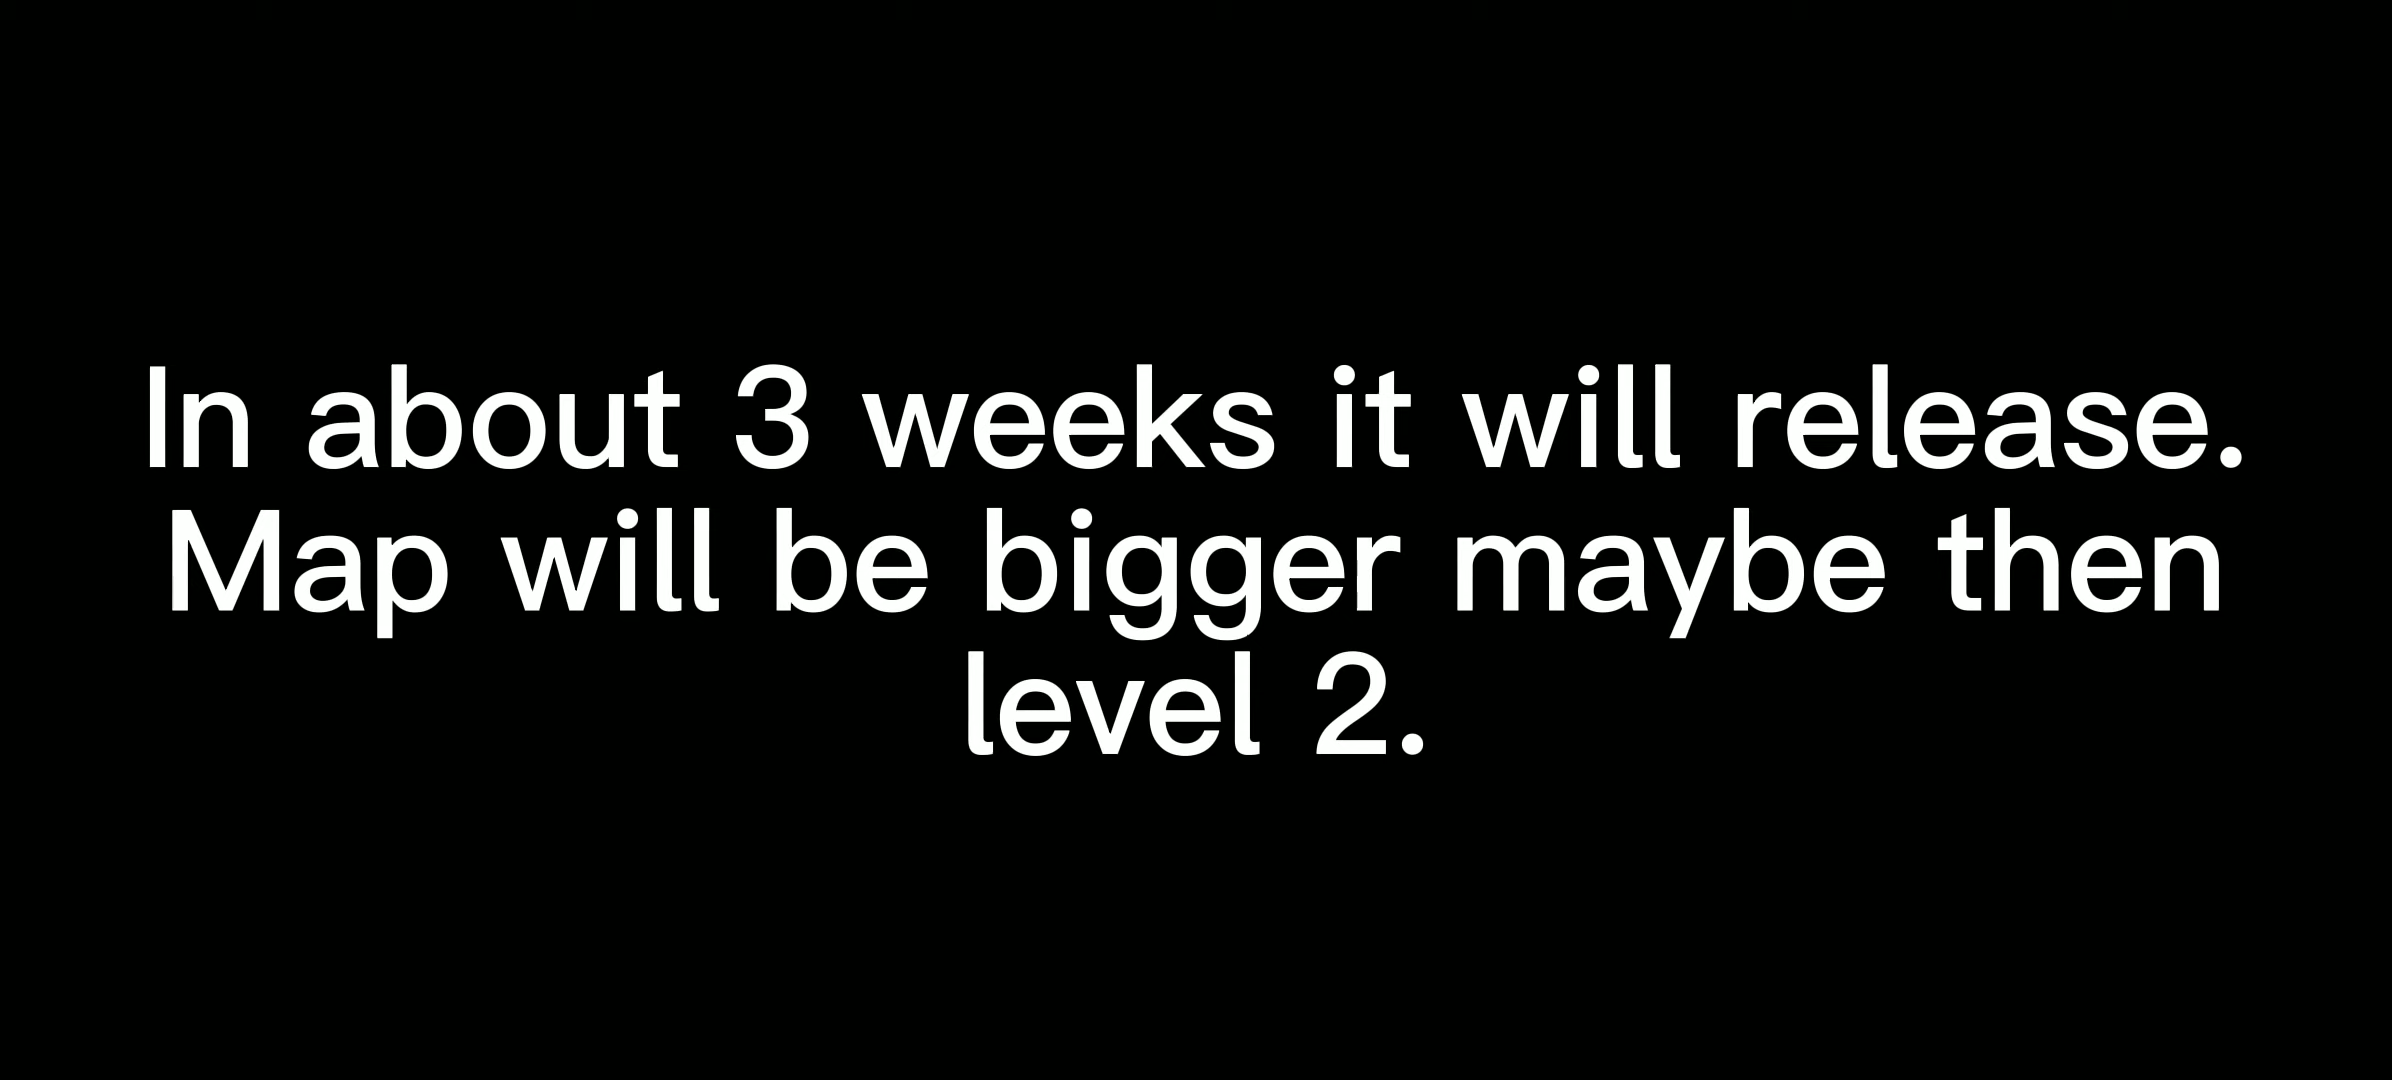 In about 3 weeks it will release.
Map will be bigger maybe then
level 2.